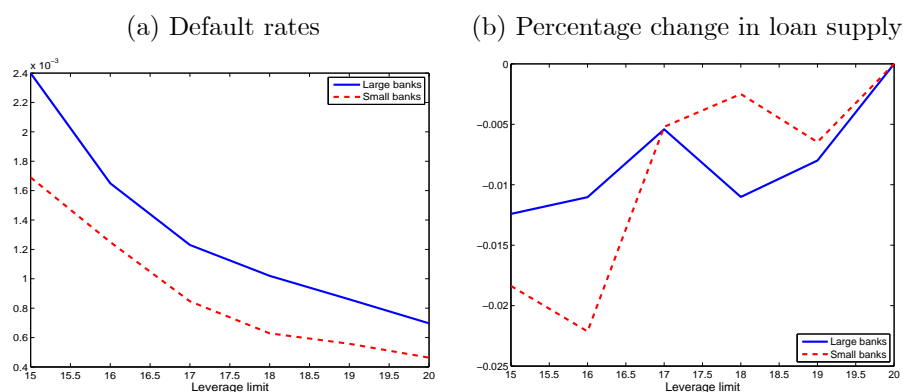 (a) Default rates
(b) Percentage change in loan supply
x 10⁻³
2.4
2.2
2
1.8
1.6
1.4
1.2
1
0.8
0.6
0.4
15 15.5 16 16.5 17 17.5 18 18.5 19 19.5 20
Leverage limit
Large banks
Small banks
0
−0.005
−0.01
−0.015
−0.02
−0.025
15 15.5 16 16.5 17 17.5 18 18.5 19 19.5 20
Leverage limit
Large banks
Small banks